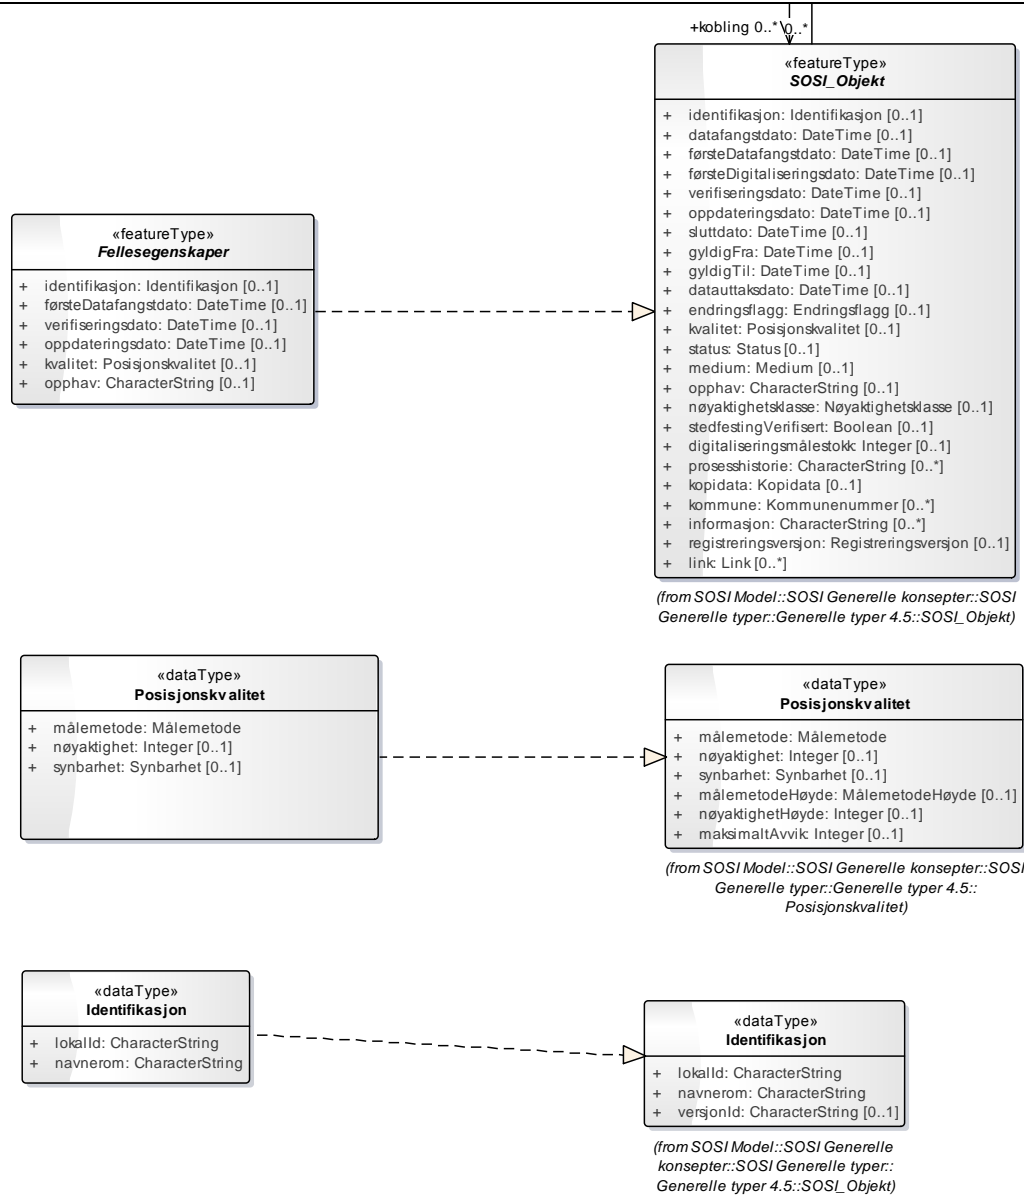 +kobling 0..*
0..*
«featureType»
SOSI_Objekt
+ identifikasjon: Identifikasjon [0..1]
+ datafangstdato: DateTime [0..1]
+ førsteDatafangstdato: DateTime [0..1]
+ førsteDigitaliseringsdato: DateTime [0..1]
+ verifiseringsdato: DateTime [0..1]
+ oppdateringsdato: DateTime [0..1]
+ sluttdato: DateTime [0..1]
+ gyldigFra: DateTime [0..1]
+ gyldigTil: DateTime [0..1]
+ datauttaksdato: DateTime [0..1]
+ endringsflagg: Endringsflagg [0..1]
+ kvalitet: Posisjonskvalitet [0..1]
+ status: Status [0..1]
+ medium: Medium [0..1]
+ opphav: CharacterString [0..1]
+ nøyaktighetsklasse: Nøyaktighetsklasse [0..1]
+ stedfestingVerifisert: Boolean [0..1]
+ digitaliseringsmålestokk: Integer [0..1]
+ prosesshistorie: CharacterString [0..*]
+ kopidata: Kopidata [0..1]
+ kommune: Kommunenummer [0..*]
+ informasjon: CharacterString [0..*]
+ registreringsversjon: Registreringsversjon [0..1]
+ link: Link [0..*]
(from SOSI Model::SOSI Generelle konsepter::SOSI
Generelle typer::Generelle typer 4.5::SOSI_Objekt)
«featureType»
Fellesegenskaper
+ identifikasjon: Identifikasjon [0..1]
+ førsteDatafangstdato: DateTime [0..1]
+ verifiseringsdato: DateTime [0..1]
+ oppdateringsdato: DateTime [0..1]
+ kvalitet: Posisjonskvalitet [0..1]
+ opphav: CharacterString [0..1]
«dataType»
Posisjonskvalitet
+ målemetode: Målemetode
+ nøyaktighet: Integer [0..1]
+ synbarhet: Synbarhet [0..1]
«dataType»
Posisjonskvalitet
+ målemetode: Målemetode
+ nøyaktighet: Integer [0..1]
+ synbarhet: Synbarhet [0..1]
+ målemetodeHøyde: MålemetodeHøyde [0..1]
+ nøyaktighetHøyde: Integer [0..1]
+ maksimaltAvvik: Integer [0..1]
(from SOSI Model::SOSI Generelle konsepter::SOSI
Generelle typer::Generelle typer 4.5::
Posisjonskvalitet)
«dataType»
Identifikasjon
+ lokalId: CharacterString
+ navnerom: CharacterString
«dataType»
Identifikasjon
+ lokalId: CharacterString
+ navnerom: CharacterString
+ versjonId: CharacterString [0..1]
(from SOSI Model::SOSI Generelle
konsepter::SOSI Generelle typer::
Generelle typer 4.5::SOSI_Objekt)